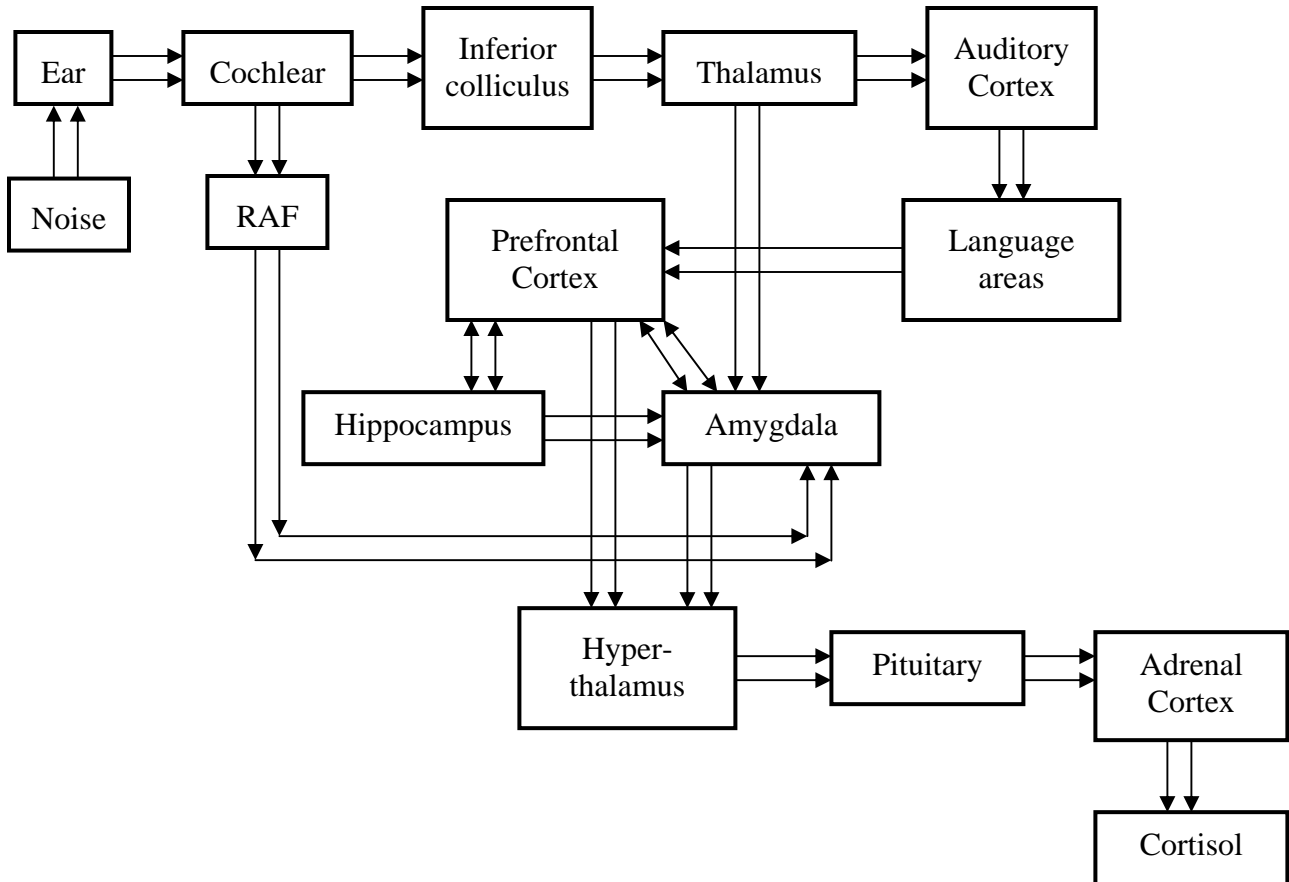 Ear
Cochlear
Inferior
colliculus
Thalamus
Auditory
Cortex
Noise
RAF
Prefrontal
Cortex
Language
areas
Hippocampus
Amygdala
Hyper-
thalamus
Pituitary
Adrenal
Cortex
Cortisol